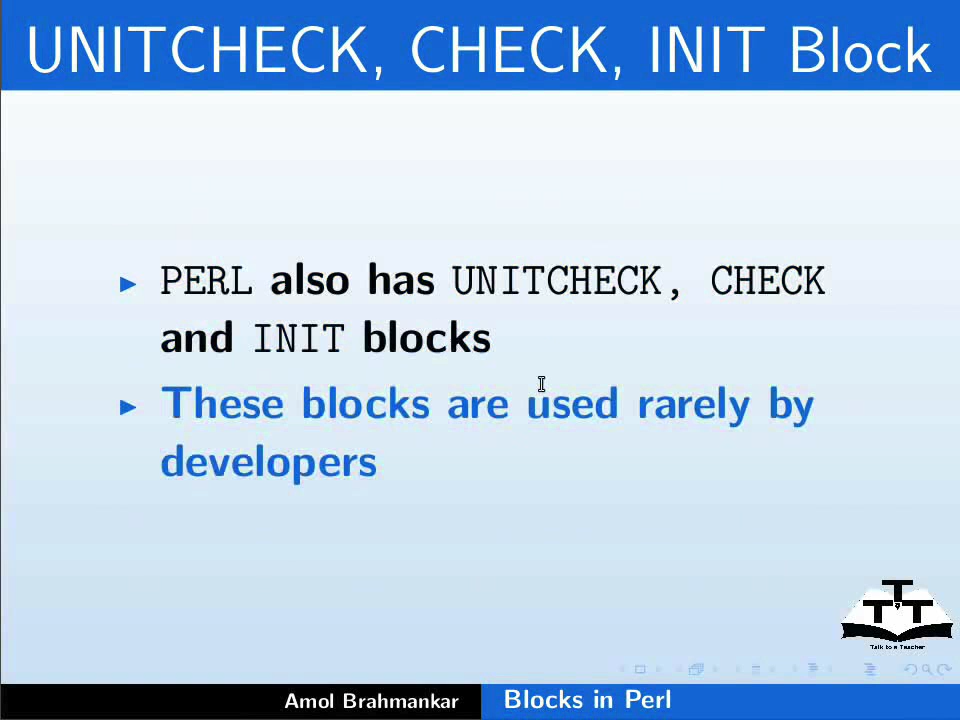 UNITCHECK, CHECK, INIT Block
PERL also has UNITCHECK, CHECK
and INIT blocks
These blocks are used rarely by
developers
T
T T
Talk to a Teacher
Amol Brahmankar
Blocks in Perl